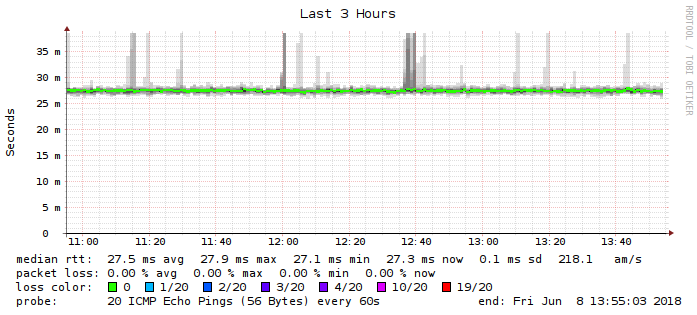 Last 3 Hours
RRDTOOL / TOBI OETIKER
Seconds
35 m
30 m
25 m
20 m
15 m
10 m
5 m
0
11:00 11:20 11:40 12:00 12:20 12:40 13:00 13:20 13:40
median rtt: 27.5 ms avg 27.9 ms max 27.1 ms min 27.3 ms now 0.1 ms sd 218.1 am/s
packet loss: 0.00 % avg 0.00 % max 0.00 % min 0.00 % now
loss color: 0 1/20 2/20 3/20 4/20 10/20 19/20
probe: 20 ICMP Echo Pings (56 Bytes) every 60s end: Fri Jun 8 13:55:03 2018